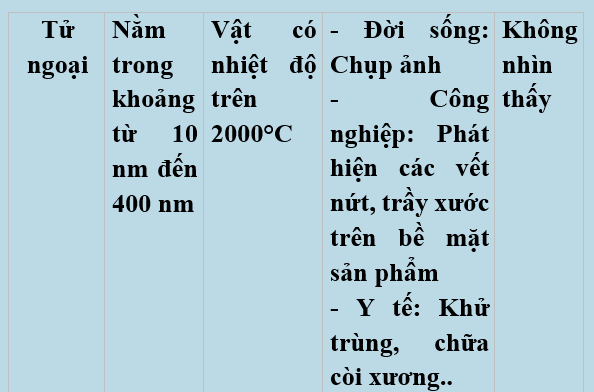 Tử
ngoại
Nằm
trong
khoảng
từ 10
nm đến
400 nm
Vật có
nhiệt độ
trên
2000°C
- Đời sống:
Chụp ảnh
- Công
nghiệp: Phát
hiện các vết
nứt, trầy xước
trên bề mặt
sản phẩm
- Y tế: Khử
trùng, chữa
còi xương..
Không
nhìn
thấy